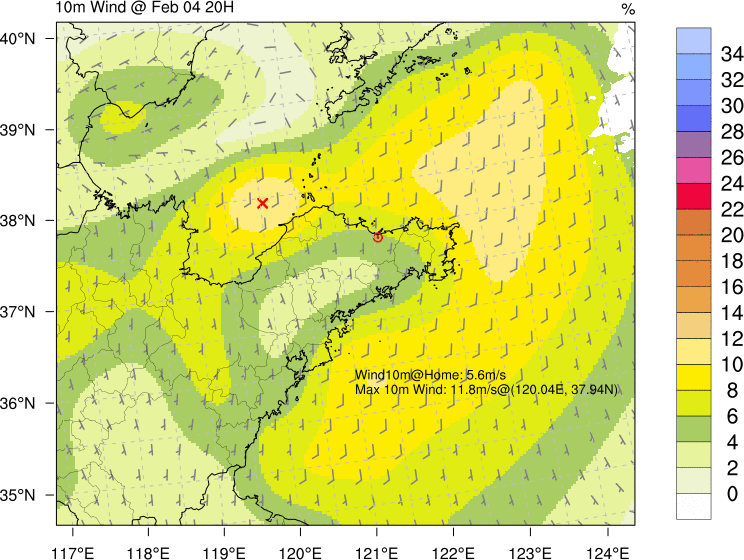 10m Wind @ Feb 04 20H
%
40°N
39°N
38°N
37°N
36°N
35°N
117°E
118°E
119°E
120°E
121°E
122°E
123°E
124°E
Wind10m@Home: 5.6m/s
Max 10m Wind: 11.8m/s@(120.04E, 37.94N)
34
32
30
28
26
24
22
20
18
16
14
12
10
8
6
4
2
0